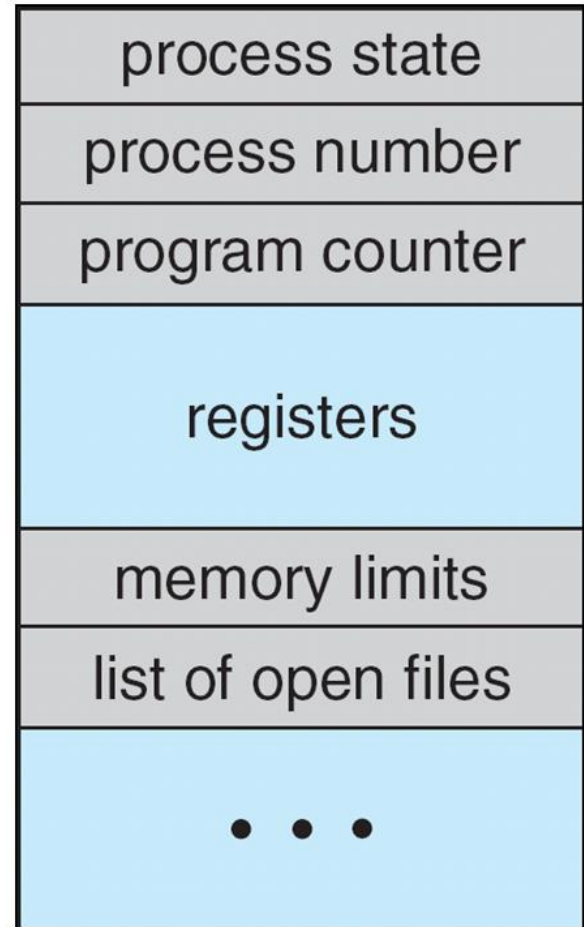 process state
process number
program counter
registers
memory limits
list of open files
• • •